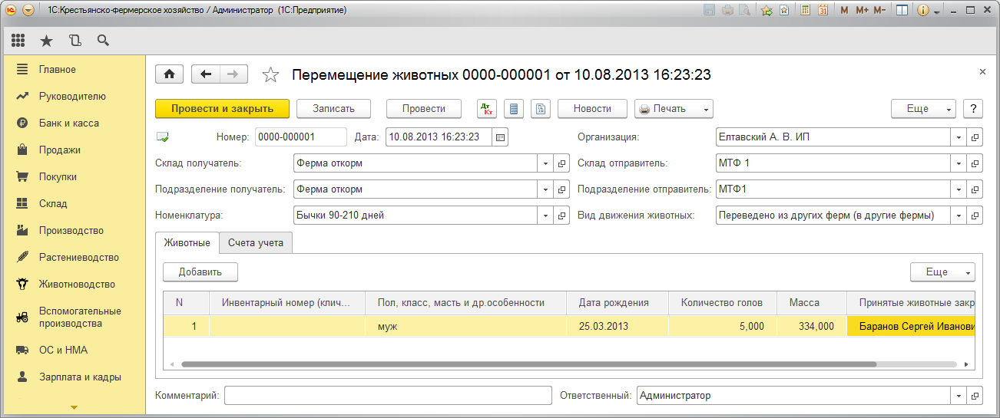 1С:Крестьянско-Фермерское хозяйство / Администратор (1С:Предприятие)
M M+ M-
Главное
Руководителю
Банк и касса
Продажи
Покупки
Склад
Производство
Растениеводство
Животноводство
Вспомогательные
производства
ОС и НМА
Зарплата и кадры
Перемещение животных 0000-000001 от 10.08.2013 16:23:23
Провести и закрыть Записать Провести Дт Кт Новости Печать Еще ?
Номер: 0000-000001 Дата: 10.08.2013 16:23:23 Организация: Елтавский А. В. ИП
Склад получатель: Ферма откорм Склад отправитель: МТФ 1
Подразделение получатель: Ферма откорм Подразделение отправитель: МТФ1
Номенклатура: Бычки 90-210 дней Вид движения животных: Переведено из других ферм (в другие фермы)
Животные Счета учета
Добавить Еще
N Инвентарный номер (клич... Пол, класс, масть и др.особенности Дата рождения Количество голов Масса Принятые животные закр
1 муж 25.03.2013 5,000 334,000 Баранов Сергей Иванови
Комментарий: Ответственный: Администратор